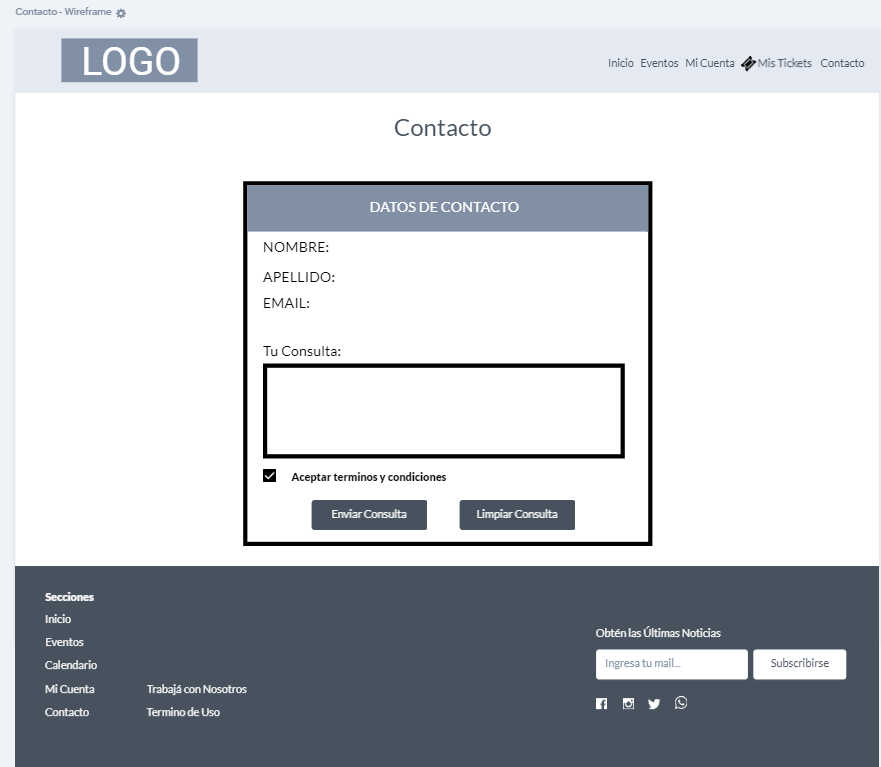 Contacto - Wireframe
LOGO
Inicio Eventos Mi Cuenta Mis Tickets Contacto
Contacto
DATOS DE CONTACTO
NOMBRE:
APELLIDO:
EMAIL:
Tu Consulta:
Aceptar terminos y condiciones
Enviar Consulta Limpiar Consulta
Secciones
Inicio
Eventos
Calendario
Mi Cuenta Trabajá con Nosotros
Contacto Termino de Uso
Obtén las Últimas Noticias
Ingresa tu mail... Subscribirse